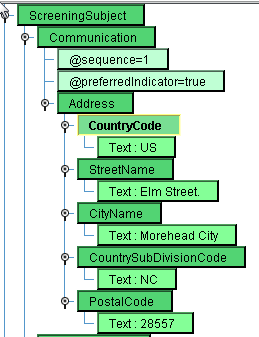 ScreeningSubject
Communication
@sequence=1
@preferredIndicator=true
Address
CountryCode
Text : US
StreetName
Text : Elm Street.
CityName
Text : Morehead City
CountrySubDivisionCode
Text : NC
PostalCode
Text : 28557